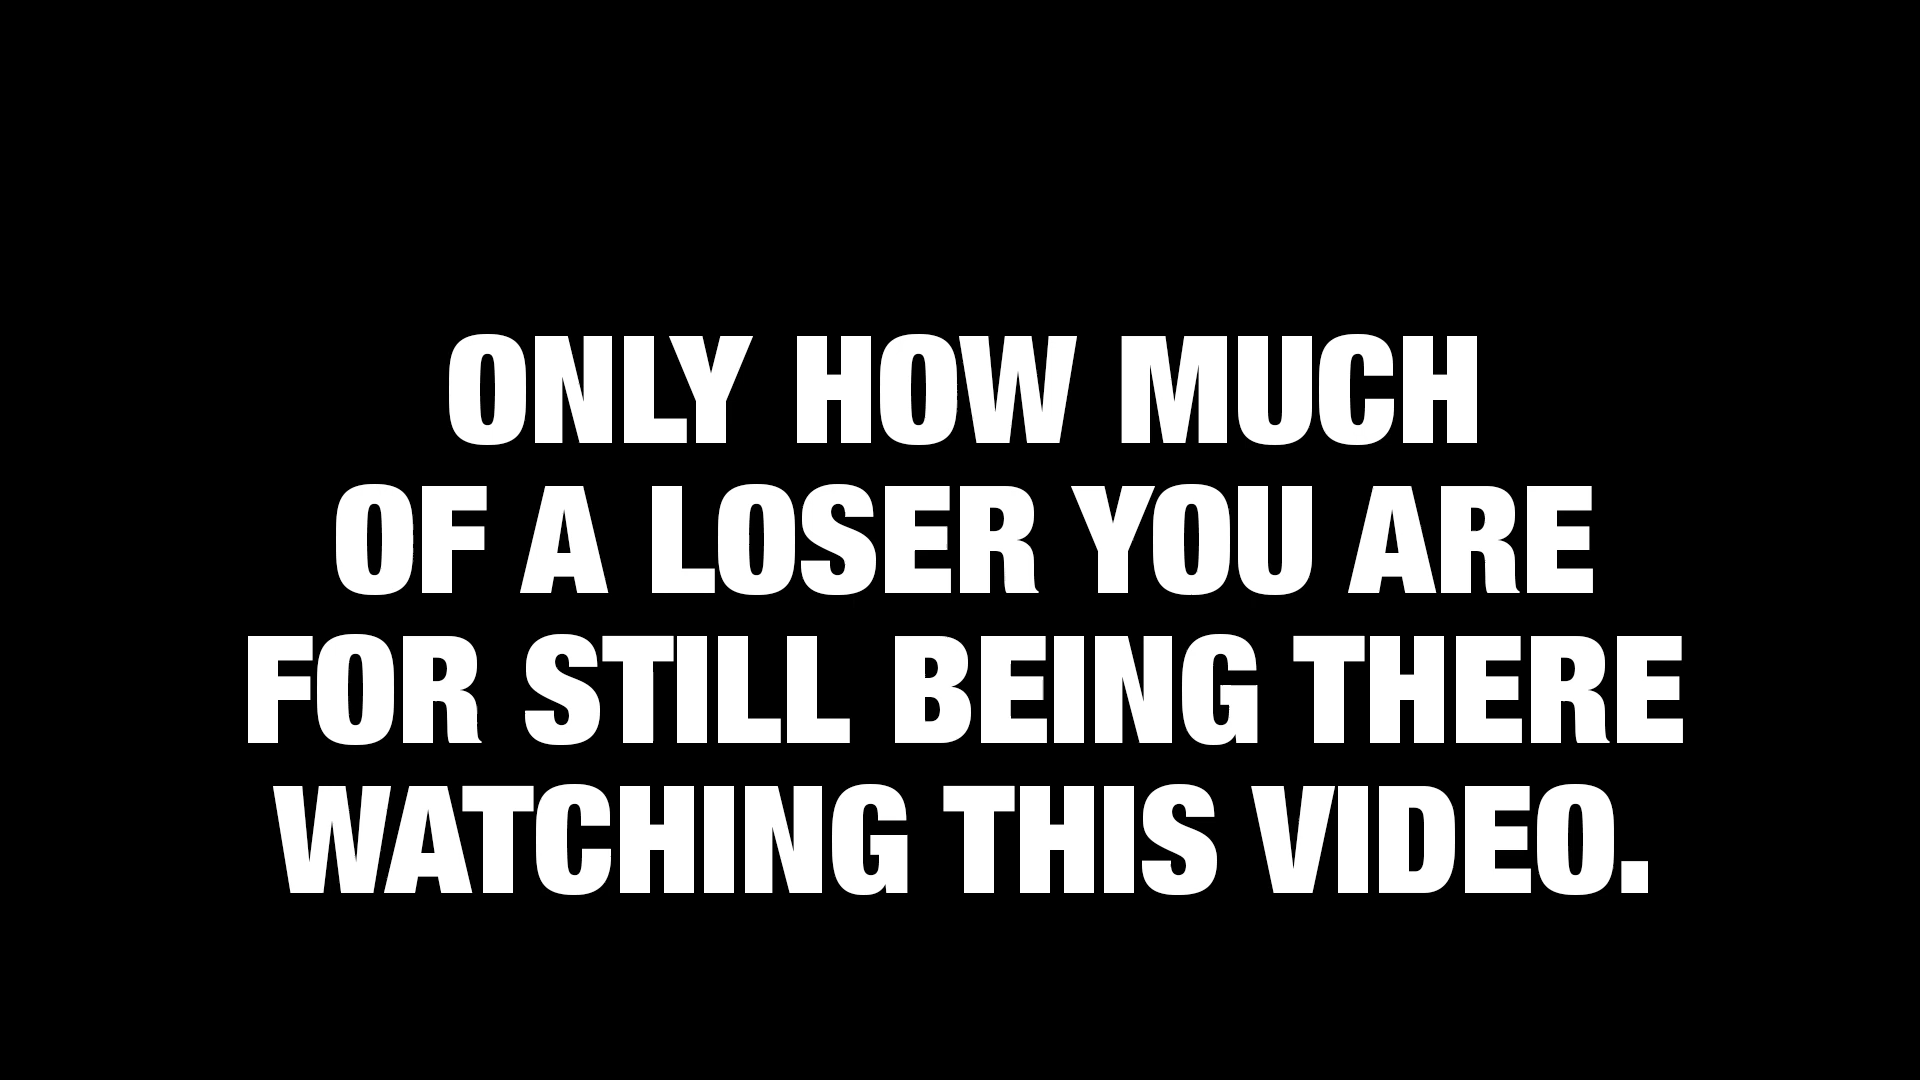 ONLY HOW MUCH
OF A LOSER YOU ARE
FOR STILL BEING THERE
WATCHING THIS VIDEO.